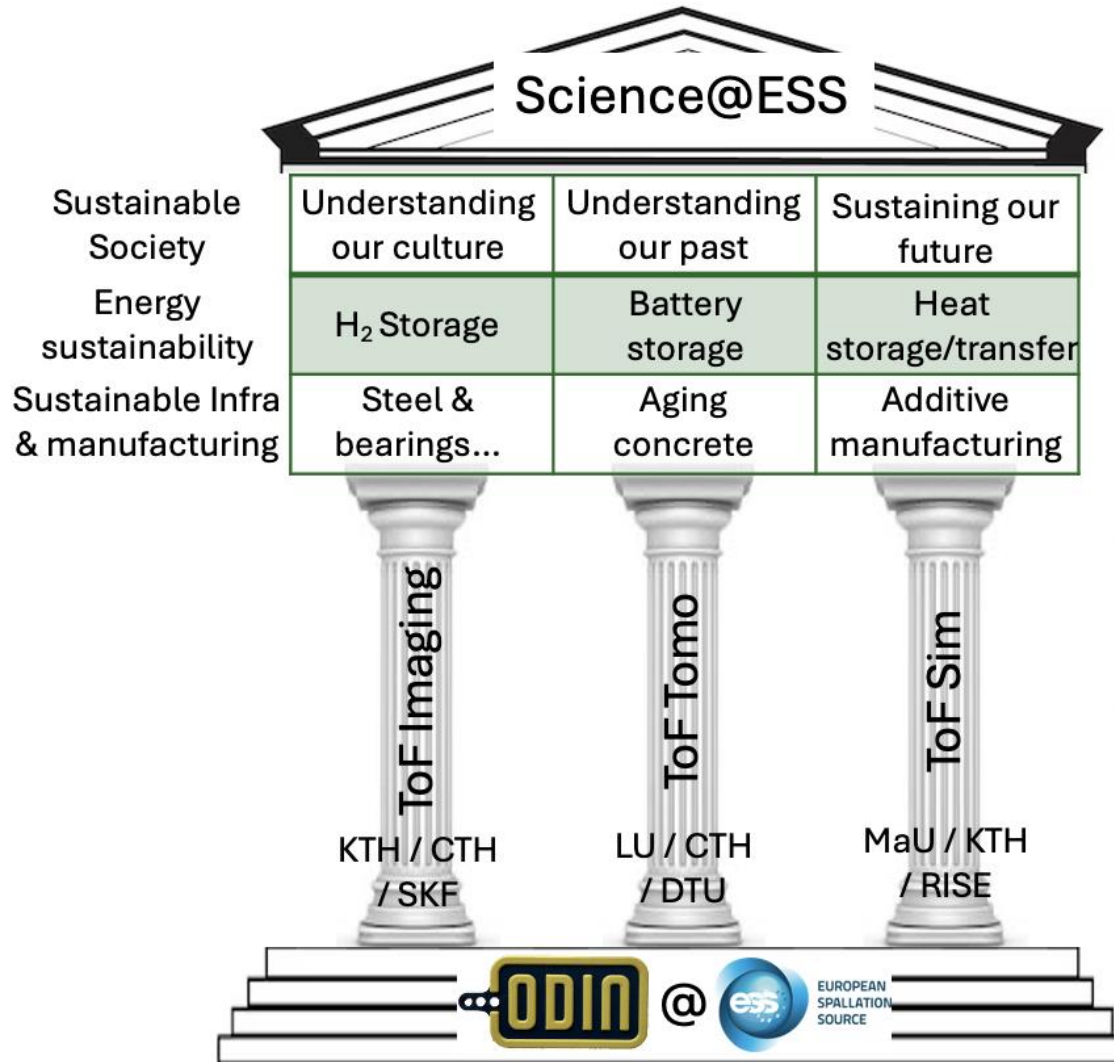 Science@ESS
Sustainable
Society
Understanding
our culture
Understanding
our past
Sustaining our
future
Energy
sustainability
H₂ Storage
Battery
storage
Heat
storage/transfer
Sustainable Infra
& manufacturing
Steel &
bearings...
Aging
concrete
Additive
manufacturing
ToF Imaging
ToF Tomo
ToF Sim
KTH / CTH
/ SKF
LU / CTH
/ DTU
MaU / KTH
/ RISE
ODIN @ ess
EUROPEAN
SPALLATION
SOURCE